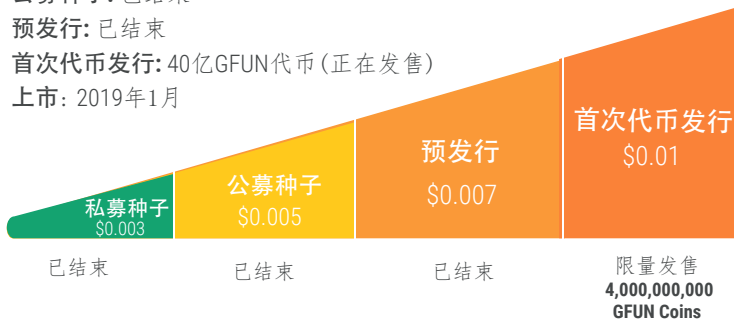 预发行: 已结束
首次代币发行: 40亿GFUN代币(正在发售)
上市: 2019年1月
首次代币发行
$0.01
预发行
$0.007
公募种子
$0.005
私募种子
$0.003
已结束
已结束
已结束
限量发售
4,000,000,000
GFUN Coins